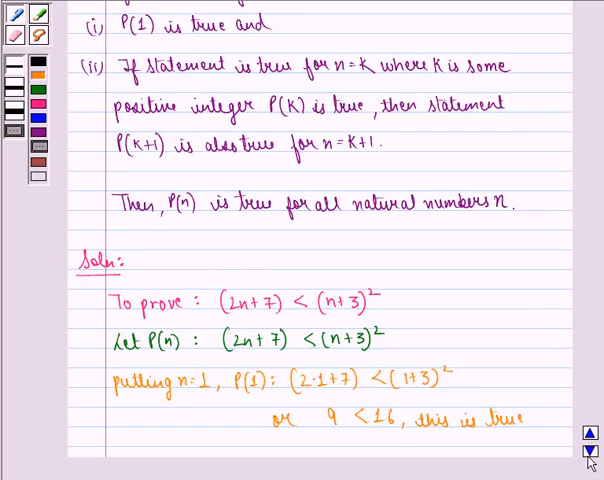 (i) P(1) is true and
(ii) If statement is true for n=k where k is some
positive integer P(k) is true, then statement
P(k+1) is also true for n=k+1.
Then, P(n) is true for all natural numbers n.
Soln:
To prove : (2n+7) < (n+3)²
Let P(n) : (2n+7) < (n+3)²
putting n=1, P(1) : (2·1+7) < (1+3)²
or 9 < 16, this is true